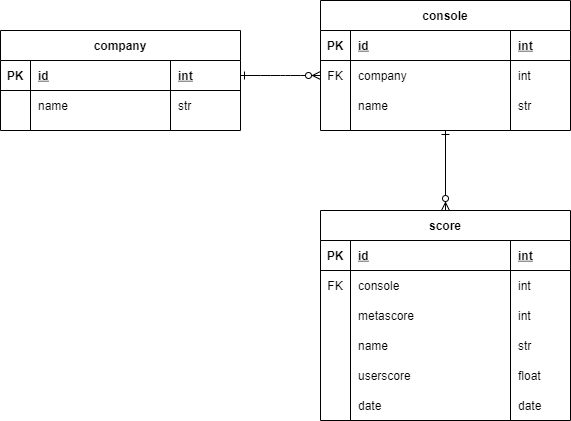 company
PK id int
name str
console
PK id int
FK company int
name str
score
PK id int
FK console int
metascore int
name str
userscore float
date date